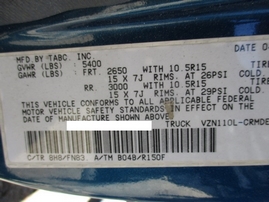 MFD BY TABC. INC. DATE O
GVWR (LBS) 5400
GAWR (LBS) FRT. 2650 WITH 10.5R15 TIRE
15 X 7J RIMS AT 26PSI COLD.
RR. 3000 WITH 10.5R15 TIRE
15 X 7J RIMS AT 29PSI COLD.
THIS VEHICLE CONFORMS TO ALL APPLICABLE FEDERAL
MOTOR VEHICLE SAFETY STANDARDS IN EFFECT ON THE
DATE OF MANUFACTURE SHOWN ABOVE.
TRUCK VZN110L-CRMDE
C/TR 8H8/FN83 A/TM B04B/R150F